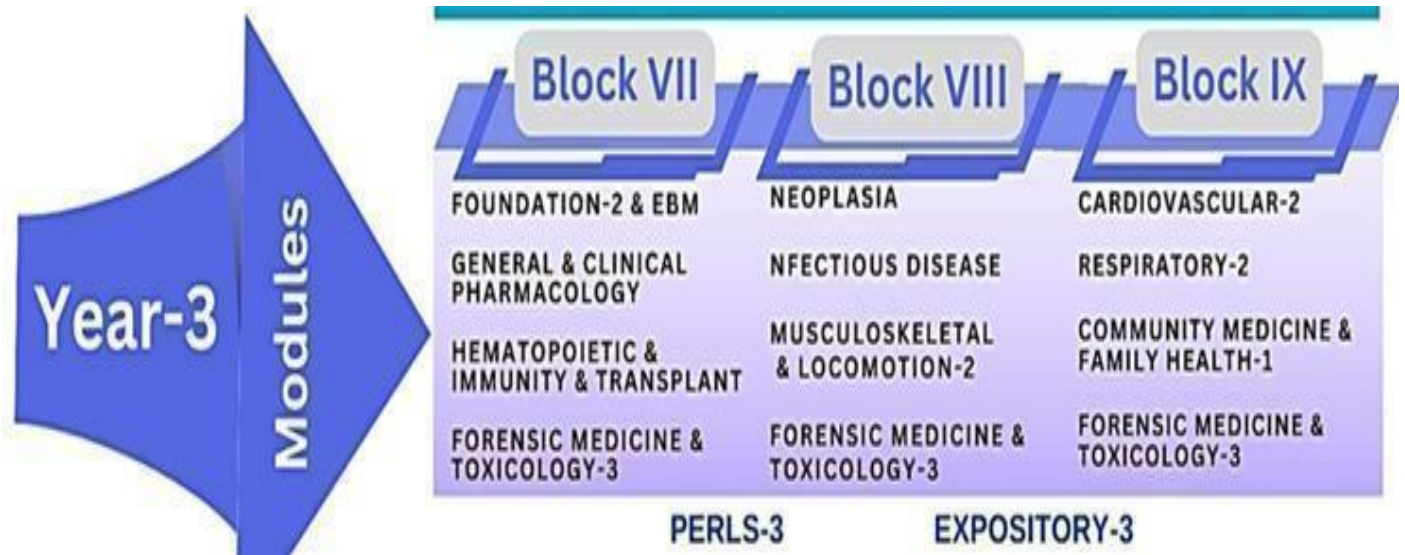 Year-3
Modules
Block VII
FOUNDATION-2 & EBM
GENERAL & CLINICAL
PHARMACOLOGY
HEMATOPOIETIC &
IMMUNITY & TRANSPLANT
FORENSIC MEDICINE &
TOXICOLOGY-3
Block VIII
NEOPLASIA
NFECTIOUS DISEASE
MUSCULOSKELETAL
& LOCOMOTION-2
FORENSIC MEDICINE &
TOXICOLOGY-3
Block IX
CARDIOVASCULAR-2
RESPIRATORY-2
COMMUNITY MEDICINE &
FAMILY HEALTH-1
FORENSIC MEDICINE &
TOXICOLOGY-3
PERLS-3
EXPOSITORY-3